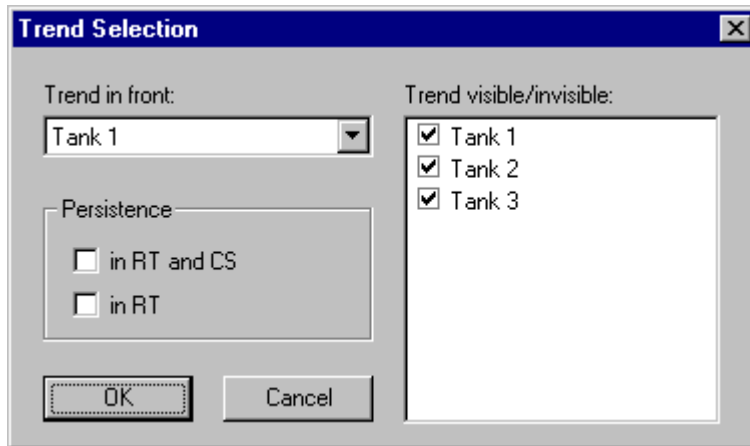 Trend Selection
Trend in front:
Tank 1
Persistence
in RT and CS
in RT
OK
Cancel
Trend visible/invisible:
Tank 1
Tank 2
Tank 3